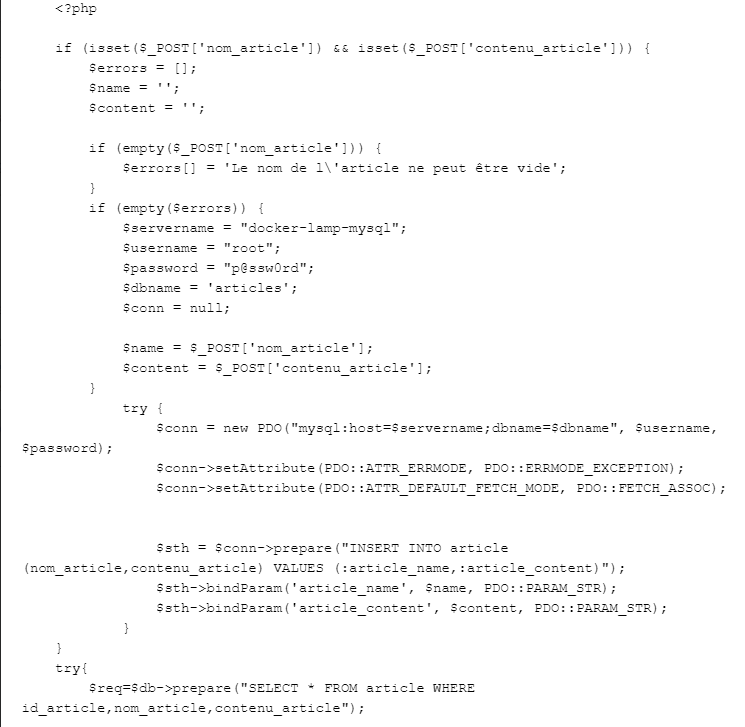 <?php
if (isset($_POST['nom_article']) && isset($_POST['contenu_article'])) {
$errors = [];
$name = '';
$content = '';
if (empty($_POST['nom_article'])) {
$errors[] = 'Le nom de l\'article ne peut être vide';
}
if (empty($errors)) {
$servername = "docker-lamp-mysql";
$username = "root";
$password = "p@ssw0rd";
$dbname = 'articles';
$conn = null;
$name = $_POST['nom_article'];
$content = $_POST['contenu_article'];
}
try {
$conn = new PDO("mysql:host=$servername;dbname=$dbname", $username,
$password);
$conn->setAttribute(PDO::ATTR_ERRMODE, PDO::ERRMODE_EXCEPTION);
$conn->setAttribute(PDO::ATTR_DEFAULT_FETCH_MODE, PDO::FETCH_ASSOC);
$sth = $conn->prepare("INSERT INTO article
(nom_article,contenu_article) VALUES (:article_name,:article_content)");
$sth->bindParam('article_name', $name, PDO::PARAM_STR);
$sth->bindParam('article_content', $content, PDO::PARAM_STR);
}
}
try{
$req=$db->prepare("SELECT * FROM article WHERE
id_article,nom_article,contenu_article");